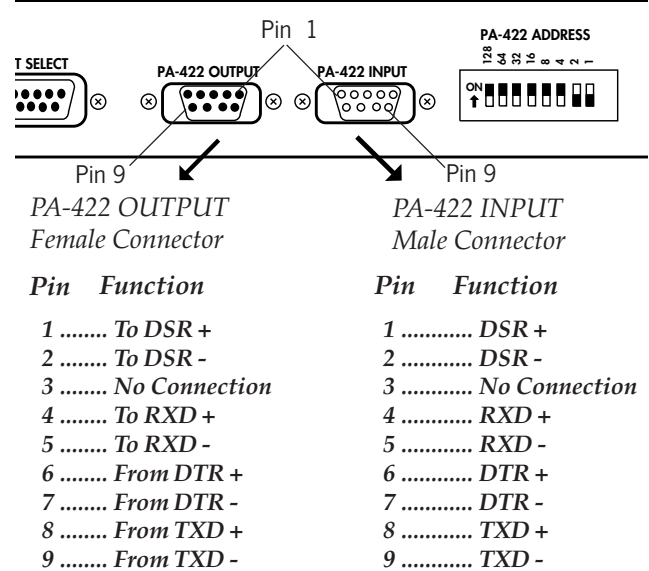 Pin 1
PA-422 ADDRESS
128 64 32 16 8 4 2 1
T SELECT
PA-422 OUTPUT
PA-422 INPUT
ON
Pin 9
Pin 9
PA-422 OUTPUT
Female Connector
Pin Function
1 ........ To DSR +
2 ........ To DSR -
3 ........ No Connection
4 ........ To RXD +
5 ........ To RXD -
6 ........ From DTR +
7 ........ From DTR -
8 ........ From TXD +
9 ........ From TXD -
PA-422 INPUT
Male Connector
Pin Function
1 ............ DSR +
2 ............ DSR -
3 ............ No Connection
4 ............ RXD +
5 ............ RXD -
6 ............ DTR +
7 ............ DTR -
8 ............ TXD +
9 ............ TXD -